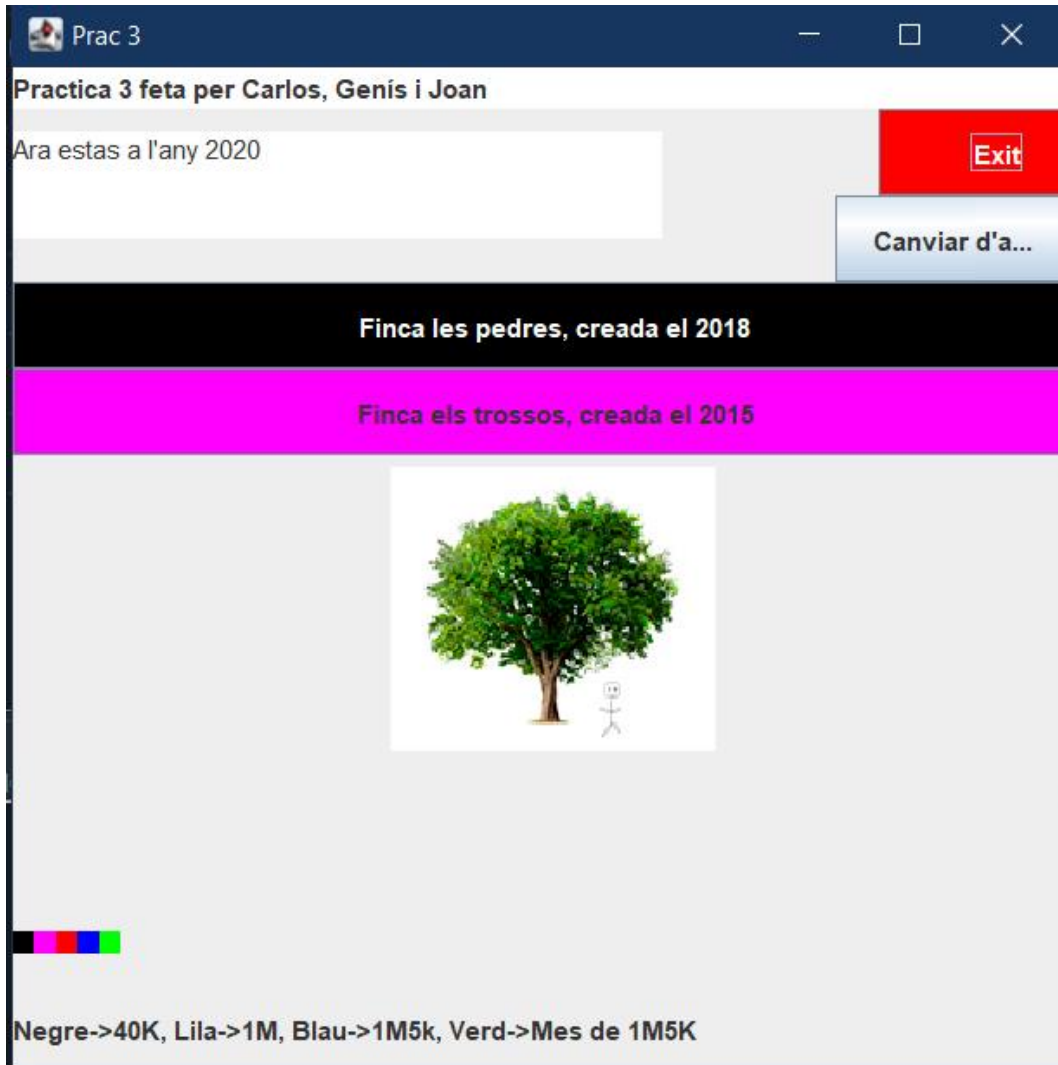 Prac 3
Practica 3 feta per Carlos, Genís i Joan
Ara estas a l'any 2020
Exit
Canviar d'a...
Finca les pedres, creada el 2018
Finca els trossos, creada el 2015
Negre->40K, Lila->1M, Blau->1M5k, Verd->Mes de 1M5K